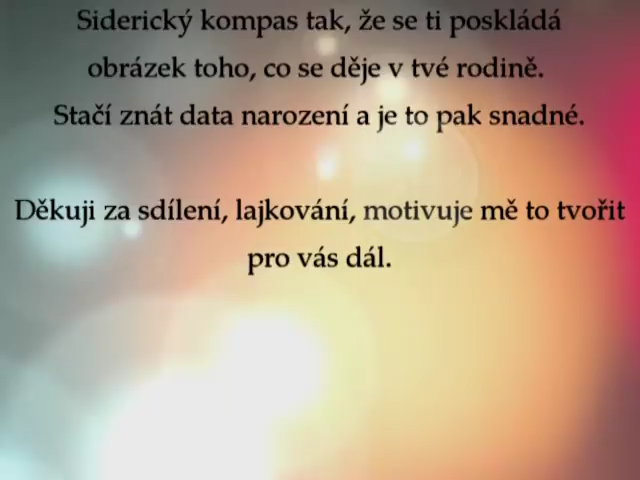 Siderický kompas tak, že se ti poskládá
obrázek toho, co se děje v tvé rodině.
Stačí znát data narození a je to pak snadné.
Děkuji za sdílení, lajkování, motivuje mě to tvořit
pro vás dál.